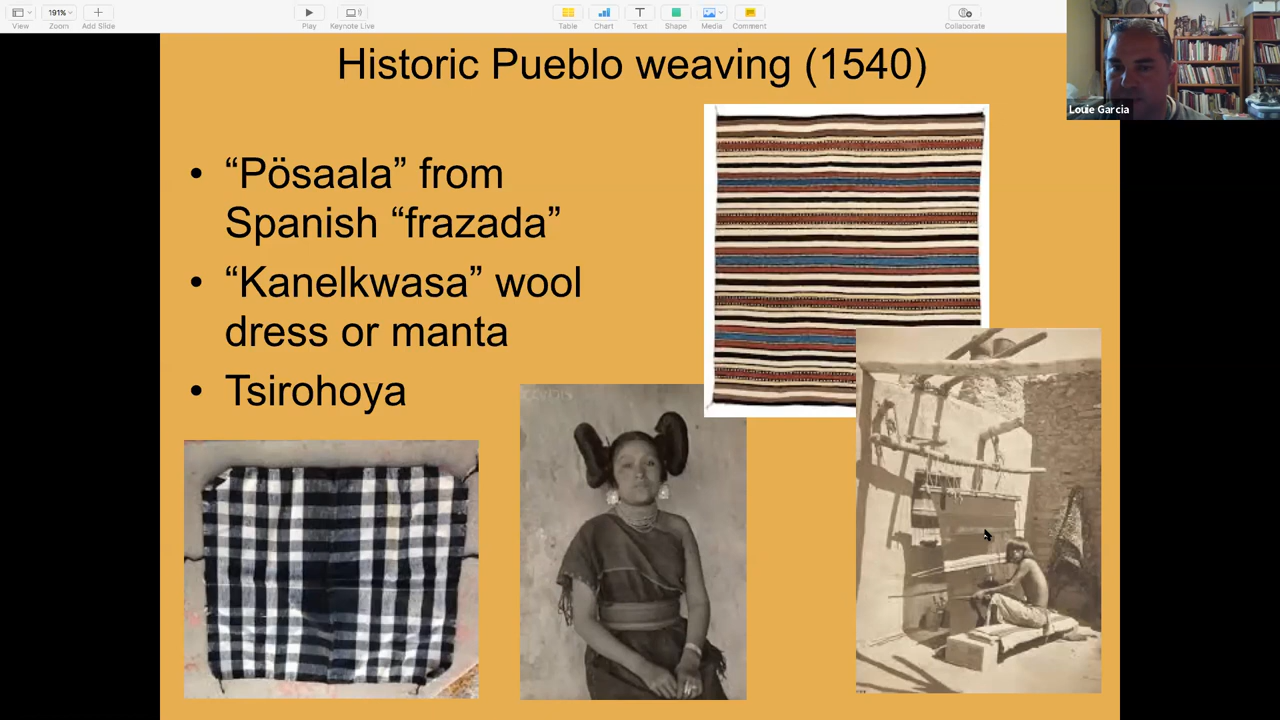 191%
View
Zoom
Add Slide
Play
Keynote Live
Table
Chart
Text
Shape
Media
Comment
Collaborate
Louie Garcia
Historic Pueblo weaving (1540)
• “Pösaala” from
Spanish “frazada”
• “Kanelkwasa” wool
dress or manta
• Tsirohoya